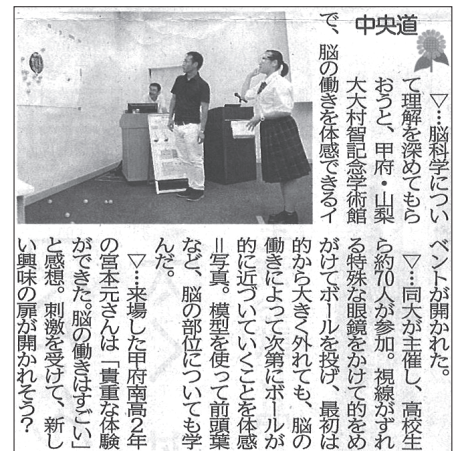 中央道
▽…脳科学につい
て理解を深めてもら
おうと、甲府・山梨
大大村智記念学術館
で、脳の働きを体感できるイ
ベントが開かれた。
▽…同大が主催し、高校生
ら約70人が参加。視線がずれ
る特殊な眼鏡をかけて的をめ
がけてボールを投げ、最初は
的から大きく外れても、脳の
働きによって次第にボールが
的に近づいていくことを体感
＝写真。模型を使って前頭葉
など、脳の部位についても学
んだ。
▽…来場した甲府南高2年
の宮本元さんは「貴重な体験
ができた。脳の働きはすごい」
と感想。刺激を受けて、新し
い興味の扉が開かれそう？